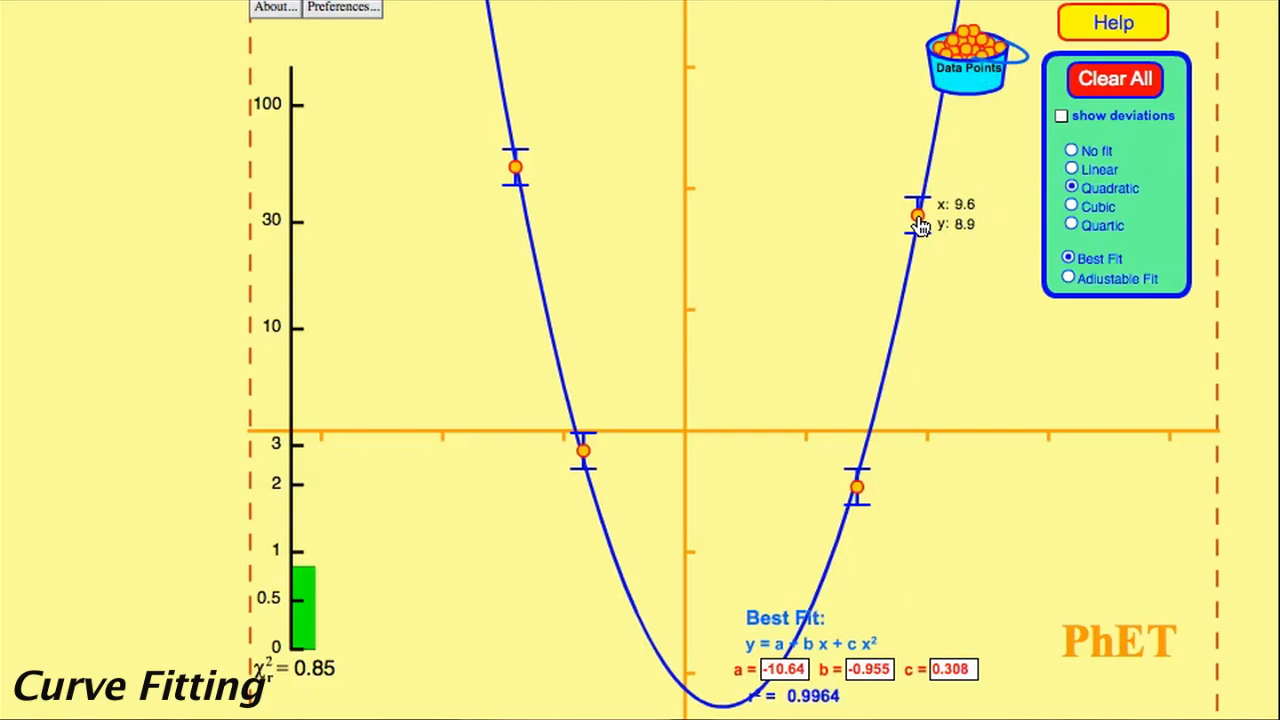 About... Preferences...
Help
Data Points
Clear All
show deviations
No fit
Linear
Quadratic
Cubic
Quartic
Best Fit
Adjustable Fit
100
30
10
3
2
1
0.5
0
χr² = 0.85
x: 9.6
y: 8.9
Best Fit:
y = a + b x + c x²
a = -10.64 b = -0.955 c = 0.308
r² = 0.9964
PhET
Curve Fitting